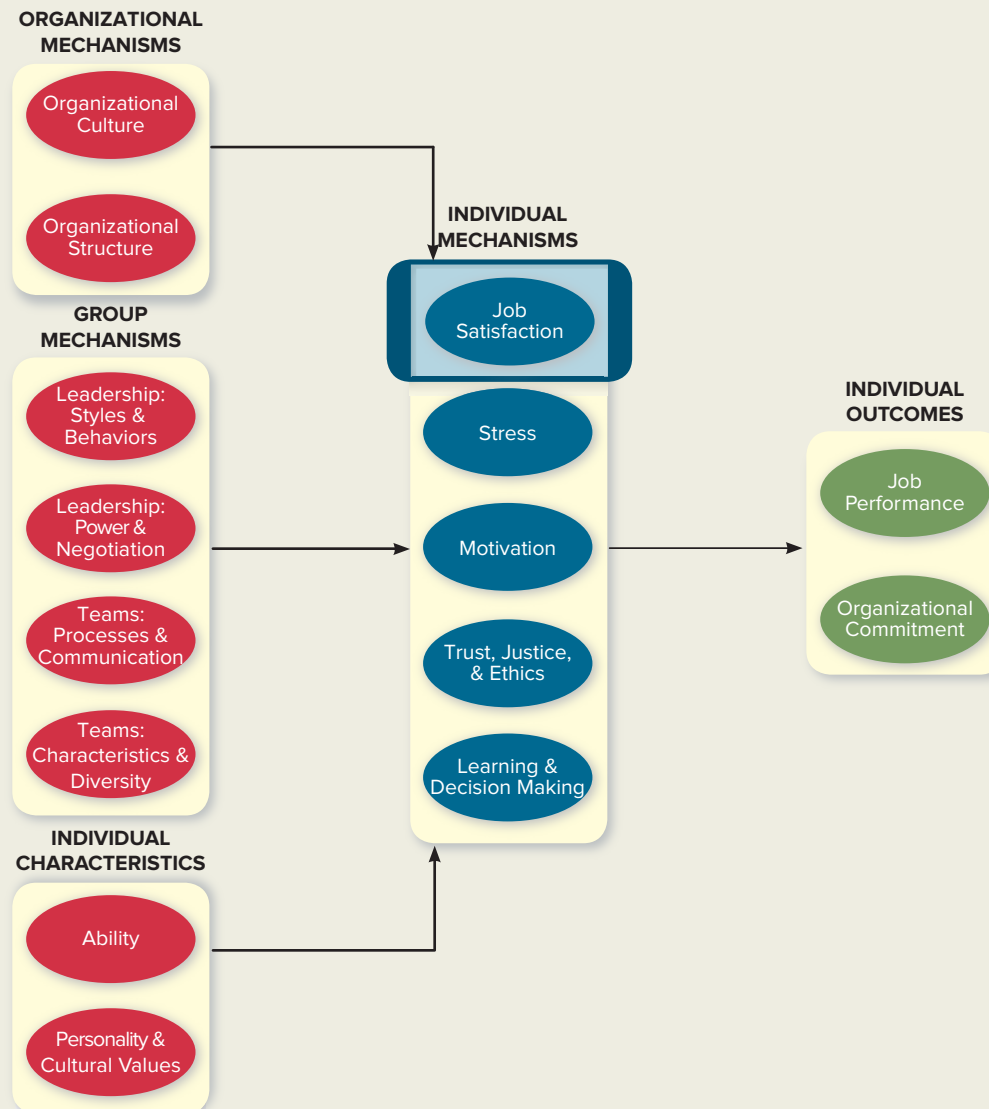 ORGANIZATIONAL
MECHANISMS
Organizational
Culture
Organizational
Structure
GROUP
MECHANISMS
Leadership:
Styles &
Behaviors
Leadership:
Power &
Negotiation
Teams:
Processes &
Communication
Teams:
Characteristics &
Diversity
INDIVIDUAL
CHARACTERISTICS
Ability
Personality &
Cultural Values
INDIVIDUAL
MECHANISMS
Job
Satisfaction
Stress
Motivation
Trust, Justice,
& Ethics
Learning &
Decision Making
INDIVIDUAL
OUTCOMES
Job
Performance
Organizational
Commitment